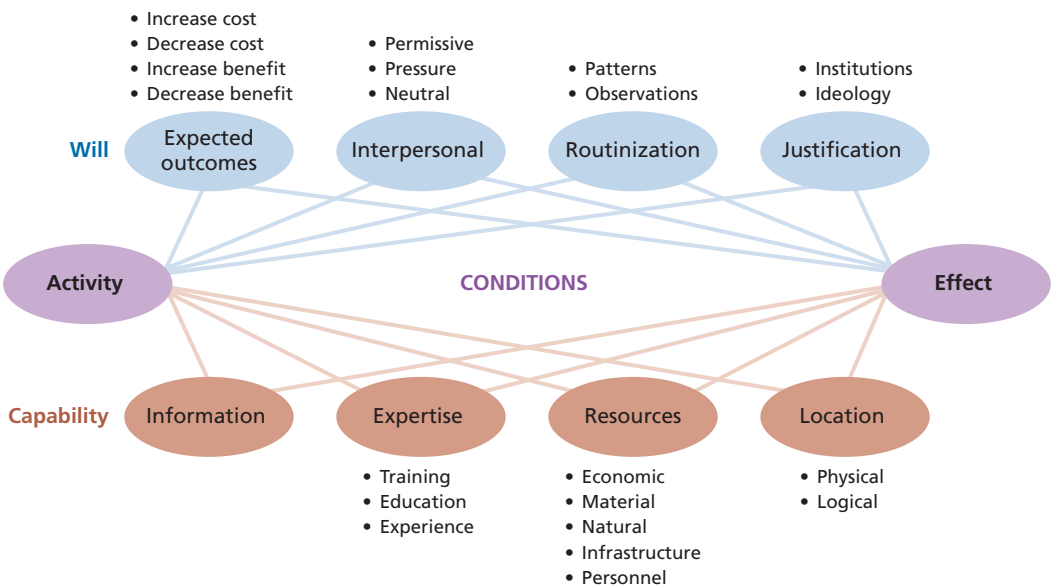 • Increase cost
• Decrease cost
• Increase benefit
• Decrease benefit
• Permissive
• Pressure
• Neutral
• Patterns
• Observations
• Institutions
• Ideology
Will
Expected
outcomes
Interpersonal
Routinization
Justification
Activity
CONDITIONS
Effect
Capability
Information
Expertise
Resources
Location
• Training
• Education
• Experience
• Economic
• Material
• Natural
• Infrastructure
• Personnel
• Physical
• Logical